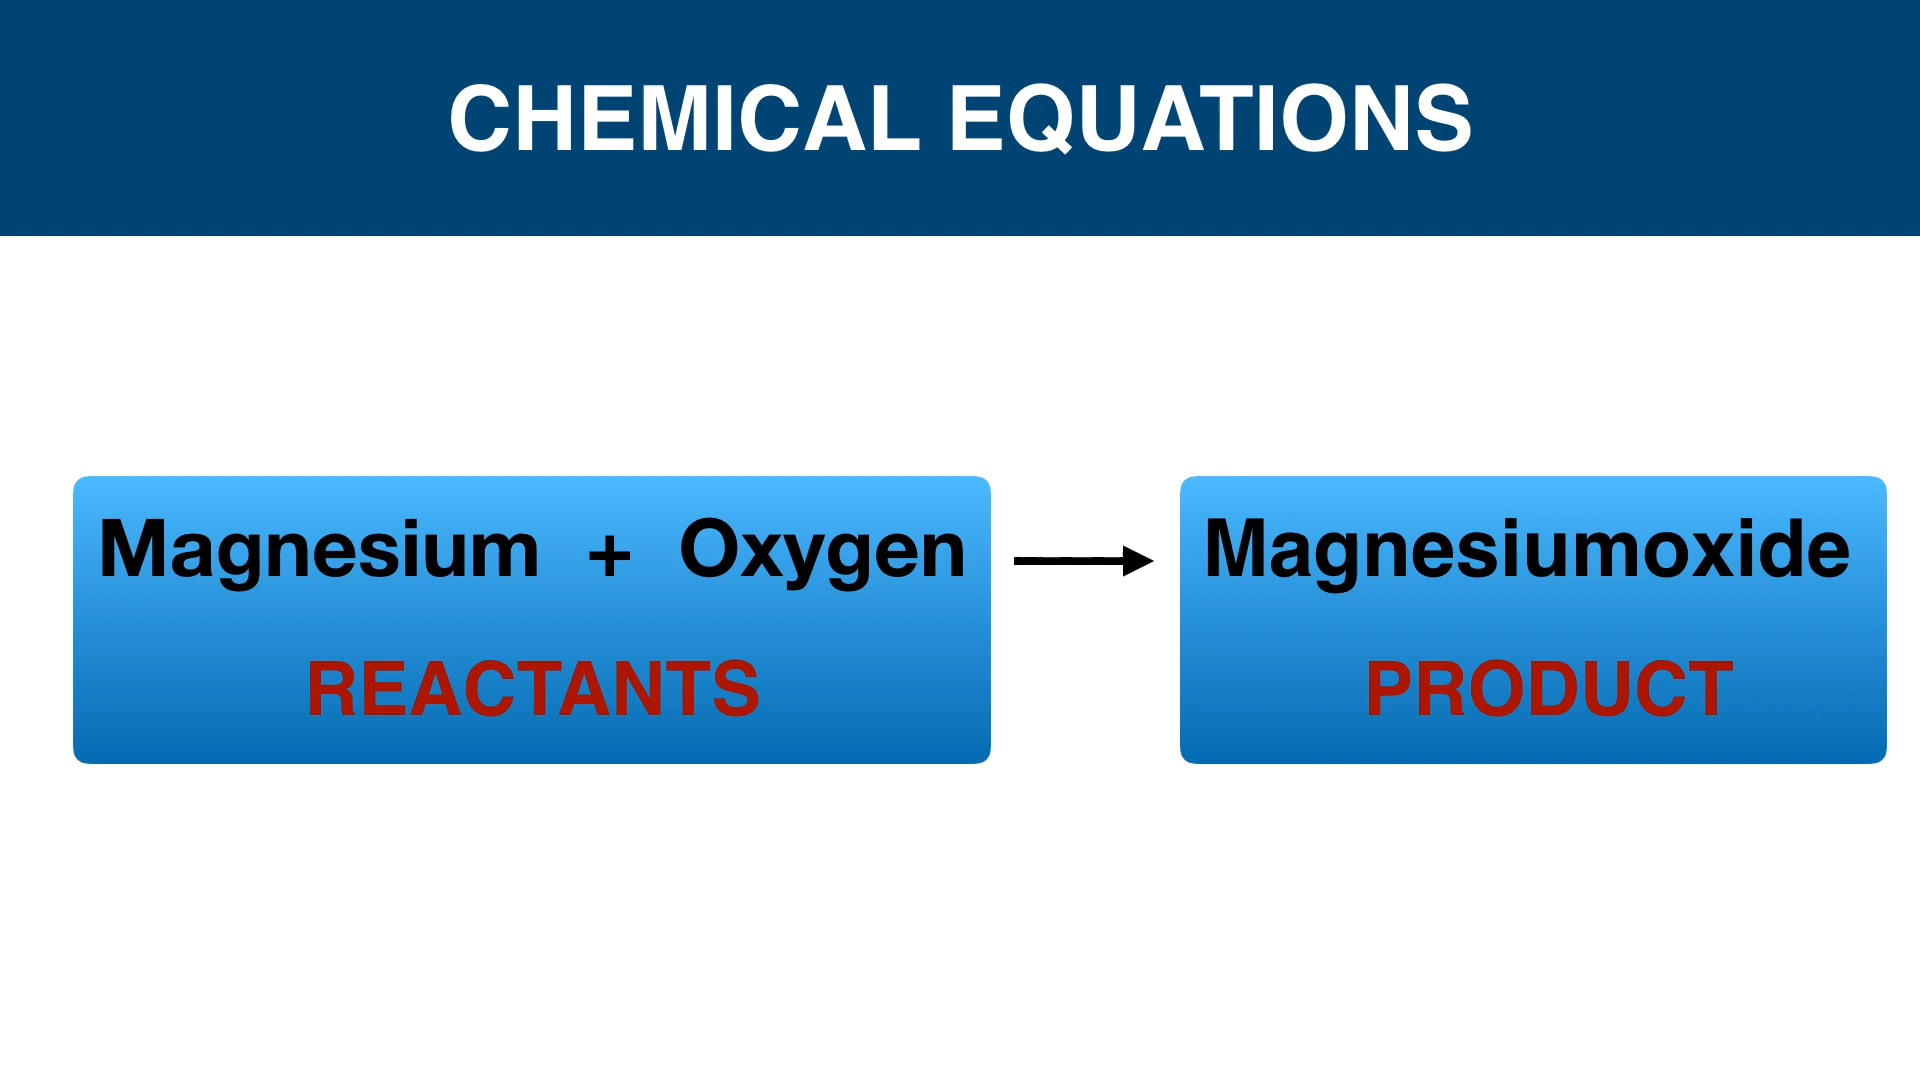 CHEMICAL EQUATIONS
Magnesium + Oxygen → Magnesiumoxide
REACTANTS PRODUCT